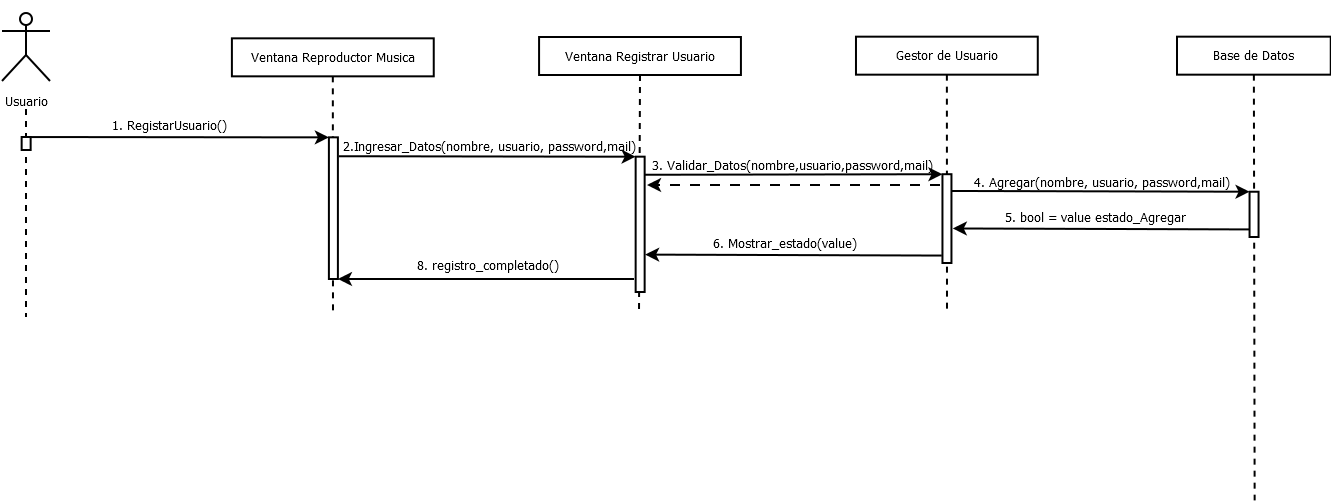 Usuario
Ventana Reproductor Musica
Ventana Registrar Usuario
Gestor de Usuario
Base de Datos
1. RegistarUsuario()
2.Ingresar_Datos(nombre, usuario, password,mail)
3. Validar_Datos(nombre,usuario,password,mail)
4. Agregar(nombre, usuario, password,mail)
5. bool = value estado_Agregar
6. Mostrar_estado(value)
8. registro_completado()